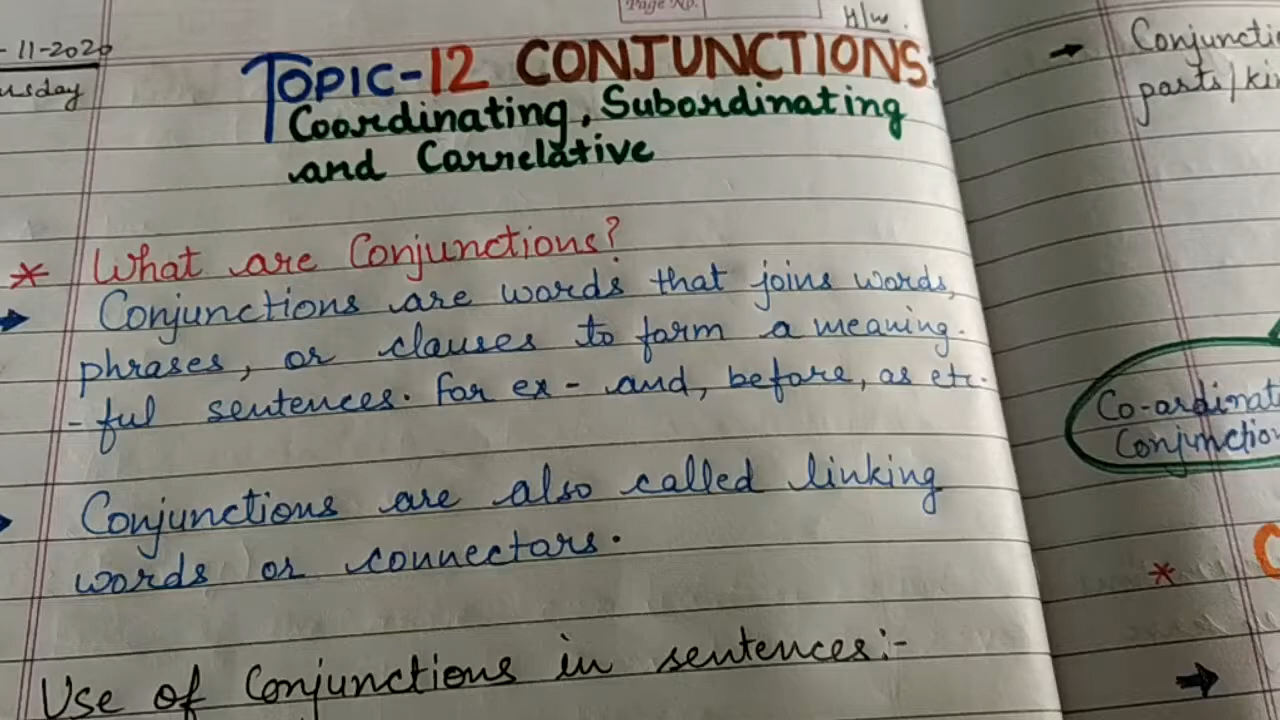 Page No.
H/w.
-11-2020
TOPIC-12 CONJUNCTIONS:
Coordinating, Subordinating
and Correlative
* What are Conjunctions?
Conjunctions are words that joins words,
phrases, or clauses to form a meaning-
-ful sentences. For ex- and, before, as etc.
Conjunctions are also called linking
words or connectors.
Use of Conjunctions in sentences:-
→
parts/
Co-ordinat
Conjunctio
*
→